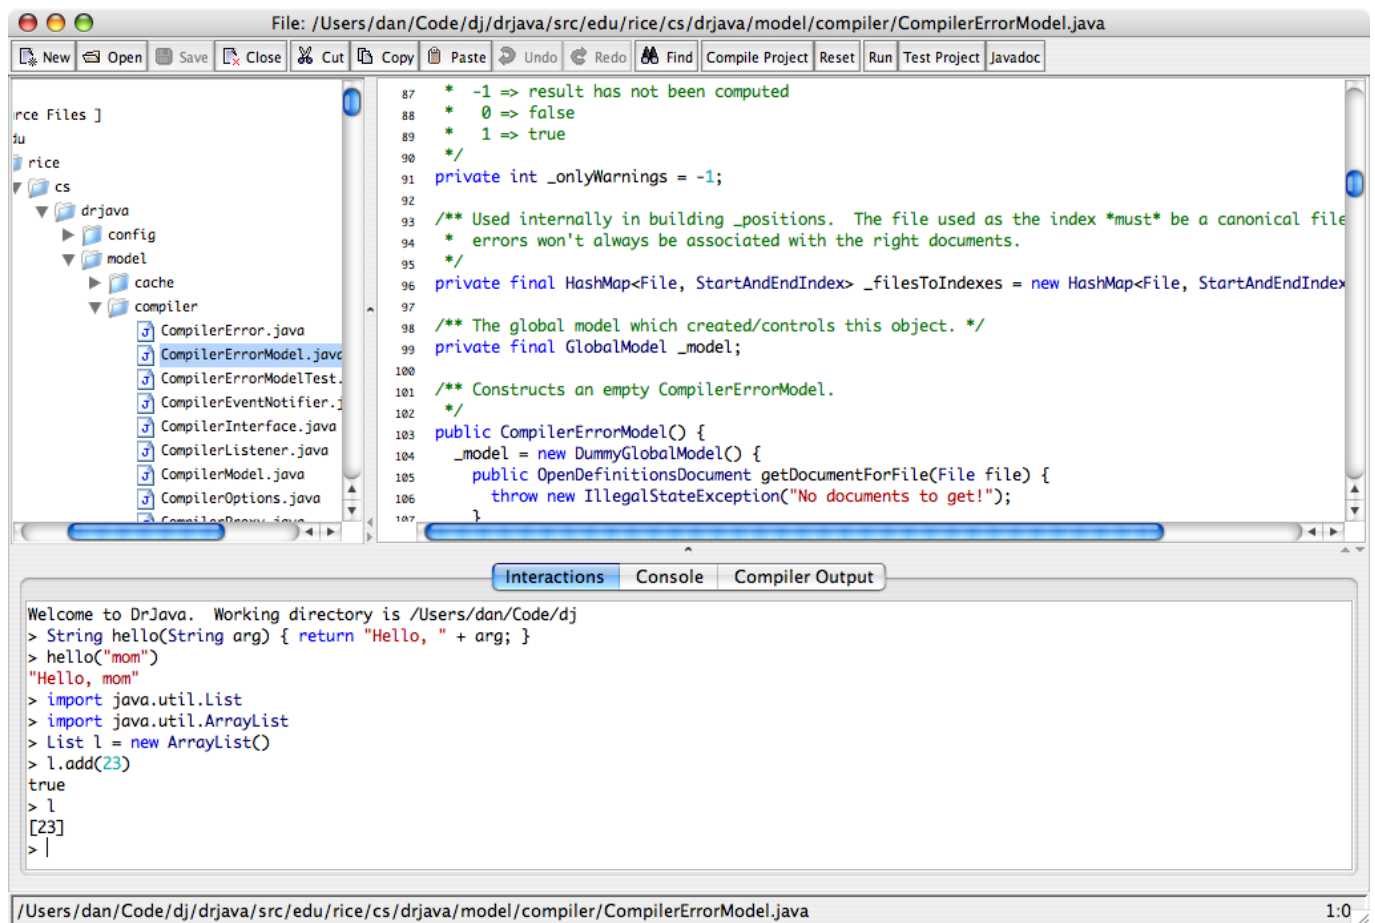 File: /Users/dan/Code/dj/drjava/src/edu/rice/cs/drjava/model/compiler/CompilerErrorModel.java
New Open Save Close Cut Copy Paste Undo Redo Find Compile Project Reset Run Test Project Javadoc
rce Files ]
du
rice
cs
drjava
config
model
cache
compiler
CompilerError.java
CompilerErrorModel.java
CompilerErrorModelTest.
CompilerEventNotifier.j
CompilerInterface.java
CompilerListener.java
CompilerModel.java
CompilerOptions.java
CompilerProxy.java
87 * -1 => result has not been computed
88 * 0 => false
89 * 1 => true
90 */
91 private int _onlyWarnings = -1;
92
93 /** Used internally in building _positions. The file used as the index *must* be a canonical file
94 * errors won't always be associated with the right documents.
95 */
96 private final HashMap<File, StartAndEndIndex> _filesToIndexes = new HashMap<File, StartAndEndIndex
97
98 /** The global model which created/controls this object. */
99 private final GlobalModel _model;
100
101 /** Constructs an empty CompilerErrorModel.
102 */
103 public CompilerErrorModel() {
104 _model = new DummyGlobalModel() {
105 public OpenDefinitionsDocument getDocumentForFile(File file) {
106 throw new IllegalStateException("No documents to get!");
107 }
Interactions Console Compiler Output
Welcome to DrJava. Working directory is /Users/dan/Code/dj
> String hello(String arg) { return "Hello, " + arg; }
> hello("mom")
"Hello, mom"
> import java.util.List
> import java.util.ArrayList
> List l = new ArrayList()
> l.add(23)
true
> l
[23]
>
/Users/dan/Code/dj/drjava/src/edu/rice/cs/drjava/model/compiler/CompilerErrorModel.java 1:0